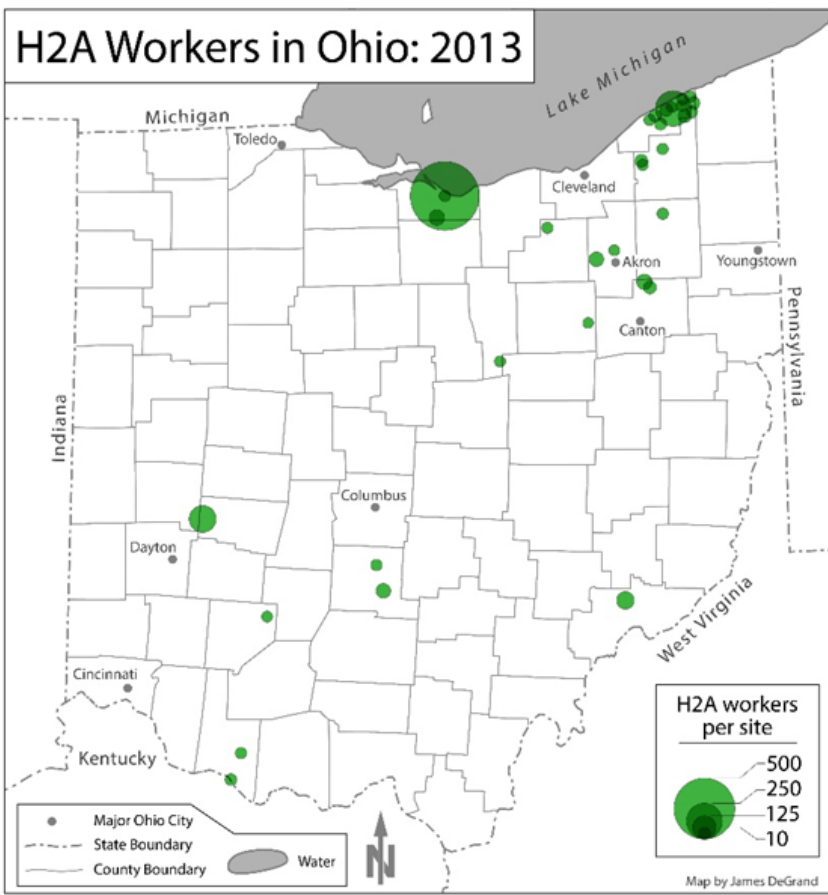 H2A Workers in Ohio: 2013
Lake Michigan
Michigan
Toledo
Cleveland
Akron
Youngstown
Canton
Pennsylvania
Indiana
Columbus
Dayton
West Virginia
Cincinnati
Kentucky
H2A workers
per site
500
250
125
10
Major Ohio City
State Boundary
County Boundary
Water
N
Map by James DeGrand